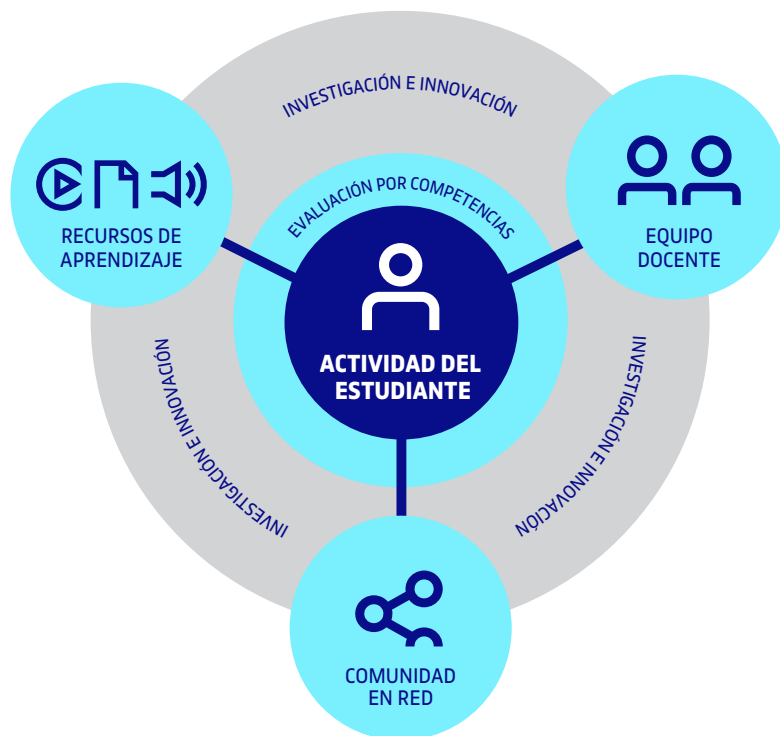 INVESTIGACIÓN E INNOVACIÓN
RECURSOS DE
APRENDIZAJE
EQUIPO
DOCENTE
EVALUACIÓN POR COMPETENCIAS
ACTIVIDAD DEL
ESTUDIANTE
INVESTIGACIÓN E INNOVACIÓN
INVESTIGACIÓN E INNOVACIÓN
COMUNIDAD
EN RED